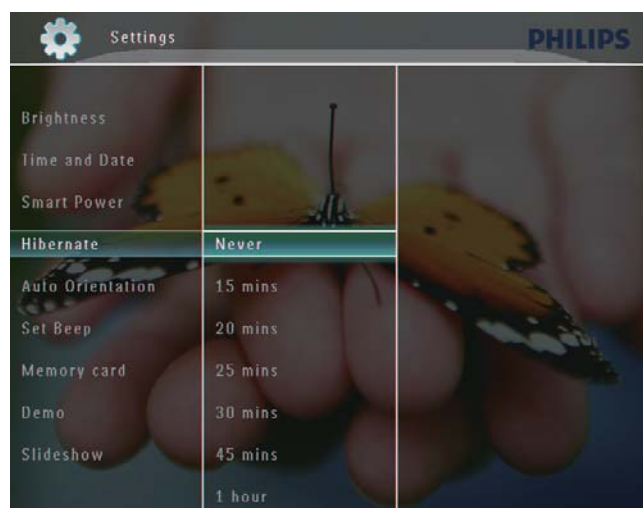 Settings
PHILIPS
Brightness
Time and Date
Smart Power
Hibernate
Auto Orientation
Set Beep
Memory card
Demo
Slideshow
Never
15 mins
20 mins
25 mins
30 mins
45 mins
1 hour